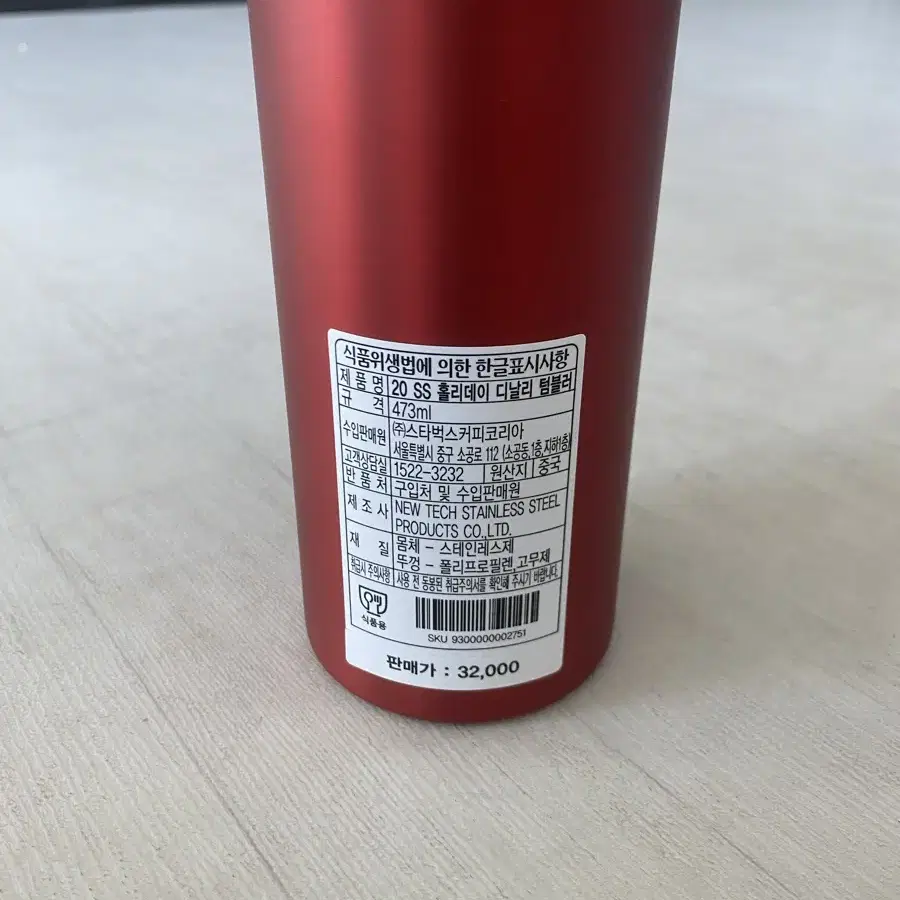 식품위생법에 의한 한글표시사항
제품명 20 SS 홀리데이 디날리 텀블러
규격 473ml
수입판매원 ㈜스타벅스커피코리아
서울특별시 중구 소공로 112 (소공동,1층,지하1층)
고객상담실 1522-3232 원산지 중국
반품처 구입처 및 수입판매원
제조사 NEW TECH STAINLESS STEEL
PRODUCTS CO.,LTD.
재질 몸체 - 스테인레스제
뚜껑 - 폴리프로필렌,고무제
취급시 주의사항 사용 전 동봉된 취급주의서를 확인해 주시기 바랍니다.
식품용
SKU 9300000002751
판매가 : 32,000